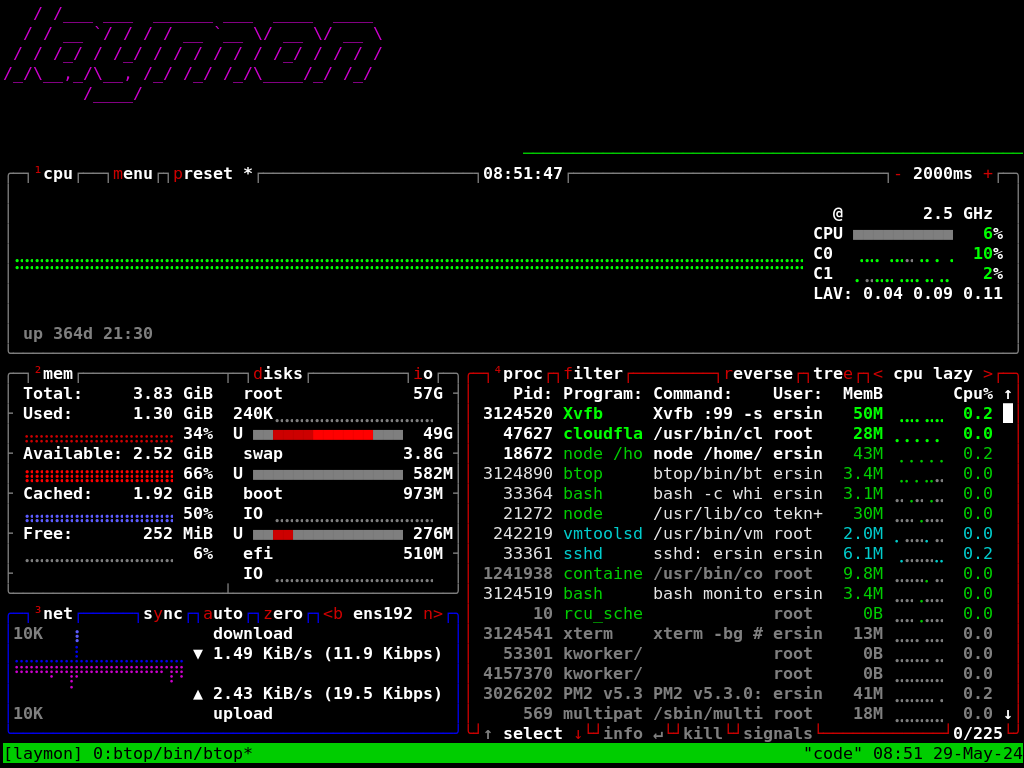 laymon
¹cpu menu preset * 08:51:47 - 2000ms +
@ 2.5 GHz
CPU 6%
C0 10%
C1 2%
LAV: 0.04 0.09 0.11
up 364d 21:30
²mem disks io
Total: 3.83 GiB
Used: 1.30 GiB
34%
Available: 2.52 GiB
66%
Cached: 1.92 GiB
50%
Free: 252 MiB
6%
root 57G
240K
U 49G
swap 3.8G
U 582M
boot 973M
IO
U 276M
efi 510M
IO
³net sync auto zero <b ens192 n>
10K download
▼ 1.49 KiB/s (11.9 Kibps)
▲ 2.43 KiB/s (19.5 Kibps)
10K upload
⁴proc filter reverse tree < cpu lazy >
Pid: Program: Command: User: MemB Cpu% ↑
3124520 Xvfb Xvfb :99 -s ersin 50M 0.2
47627 cloudfla /usr/bin/cl root 28M 0.0
18672 node /ho node /home/ ersin 43M 0.2
3124890 btop btop/bin/bt ersin 3.4M 0.0
33364 bash bash -c whi ersin 3.1M 0.0
21272 node /usr/lib/co tekn+ 30M 0.0
242219 vmtoolsd /usr/bin/vm root 2.0M 0.0
33361 sshd sshd: ersin ersin 6.1M 0.2
1241938 containe /usr/bin/co root 9.8M 0.0
3124519 bash bash monito ersin 3.4M 0.0
10 rcu_sche root 0B 0.0
3124541 xterm xterm -bg # ersin 13M 0.0
53301 kworker/ root 0B 0.0
4157370 kworker/ root 0B 0.0
3026202 PM2 v5.3 PM2 v5.3.0: ersin 41M 0.2
569 multipat /sbin/multi root 18M 0.0 ↓
↑ select ↓ info ↵ kill signals 0/225
[laymon] 0:btop/bin/btop* "code" 08:51 29-May-24